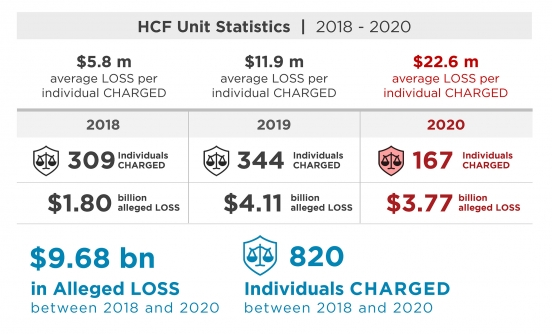 HCF Unit Statistics | 2018 - 2020
$5.8 m
average LOSS per
individual CHARGED
$11.9 m
average LOSS per
individual CHARGED
$22.6 m
average LOSS per
individual CHARGED
2018
2019
2020
309 Individuals CHARGED
344 Individuals CHARGED
167 Individuals CHARGED
$1.80 billion alleged LOSS
$4.11 billion alleged LOSS
$3.77 billion alleged LOSS
$9.68 bn
in Alleged LOSS
between 2018 and 2020
820
Individuals CHARGED
between 2018 and 2020